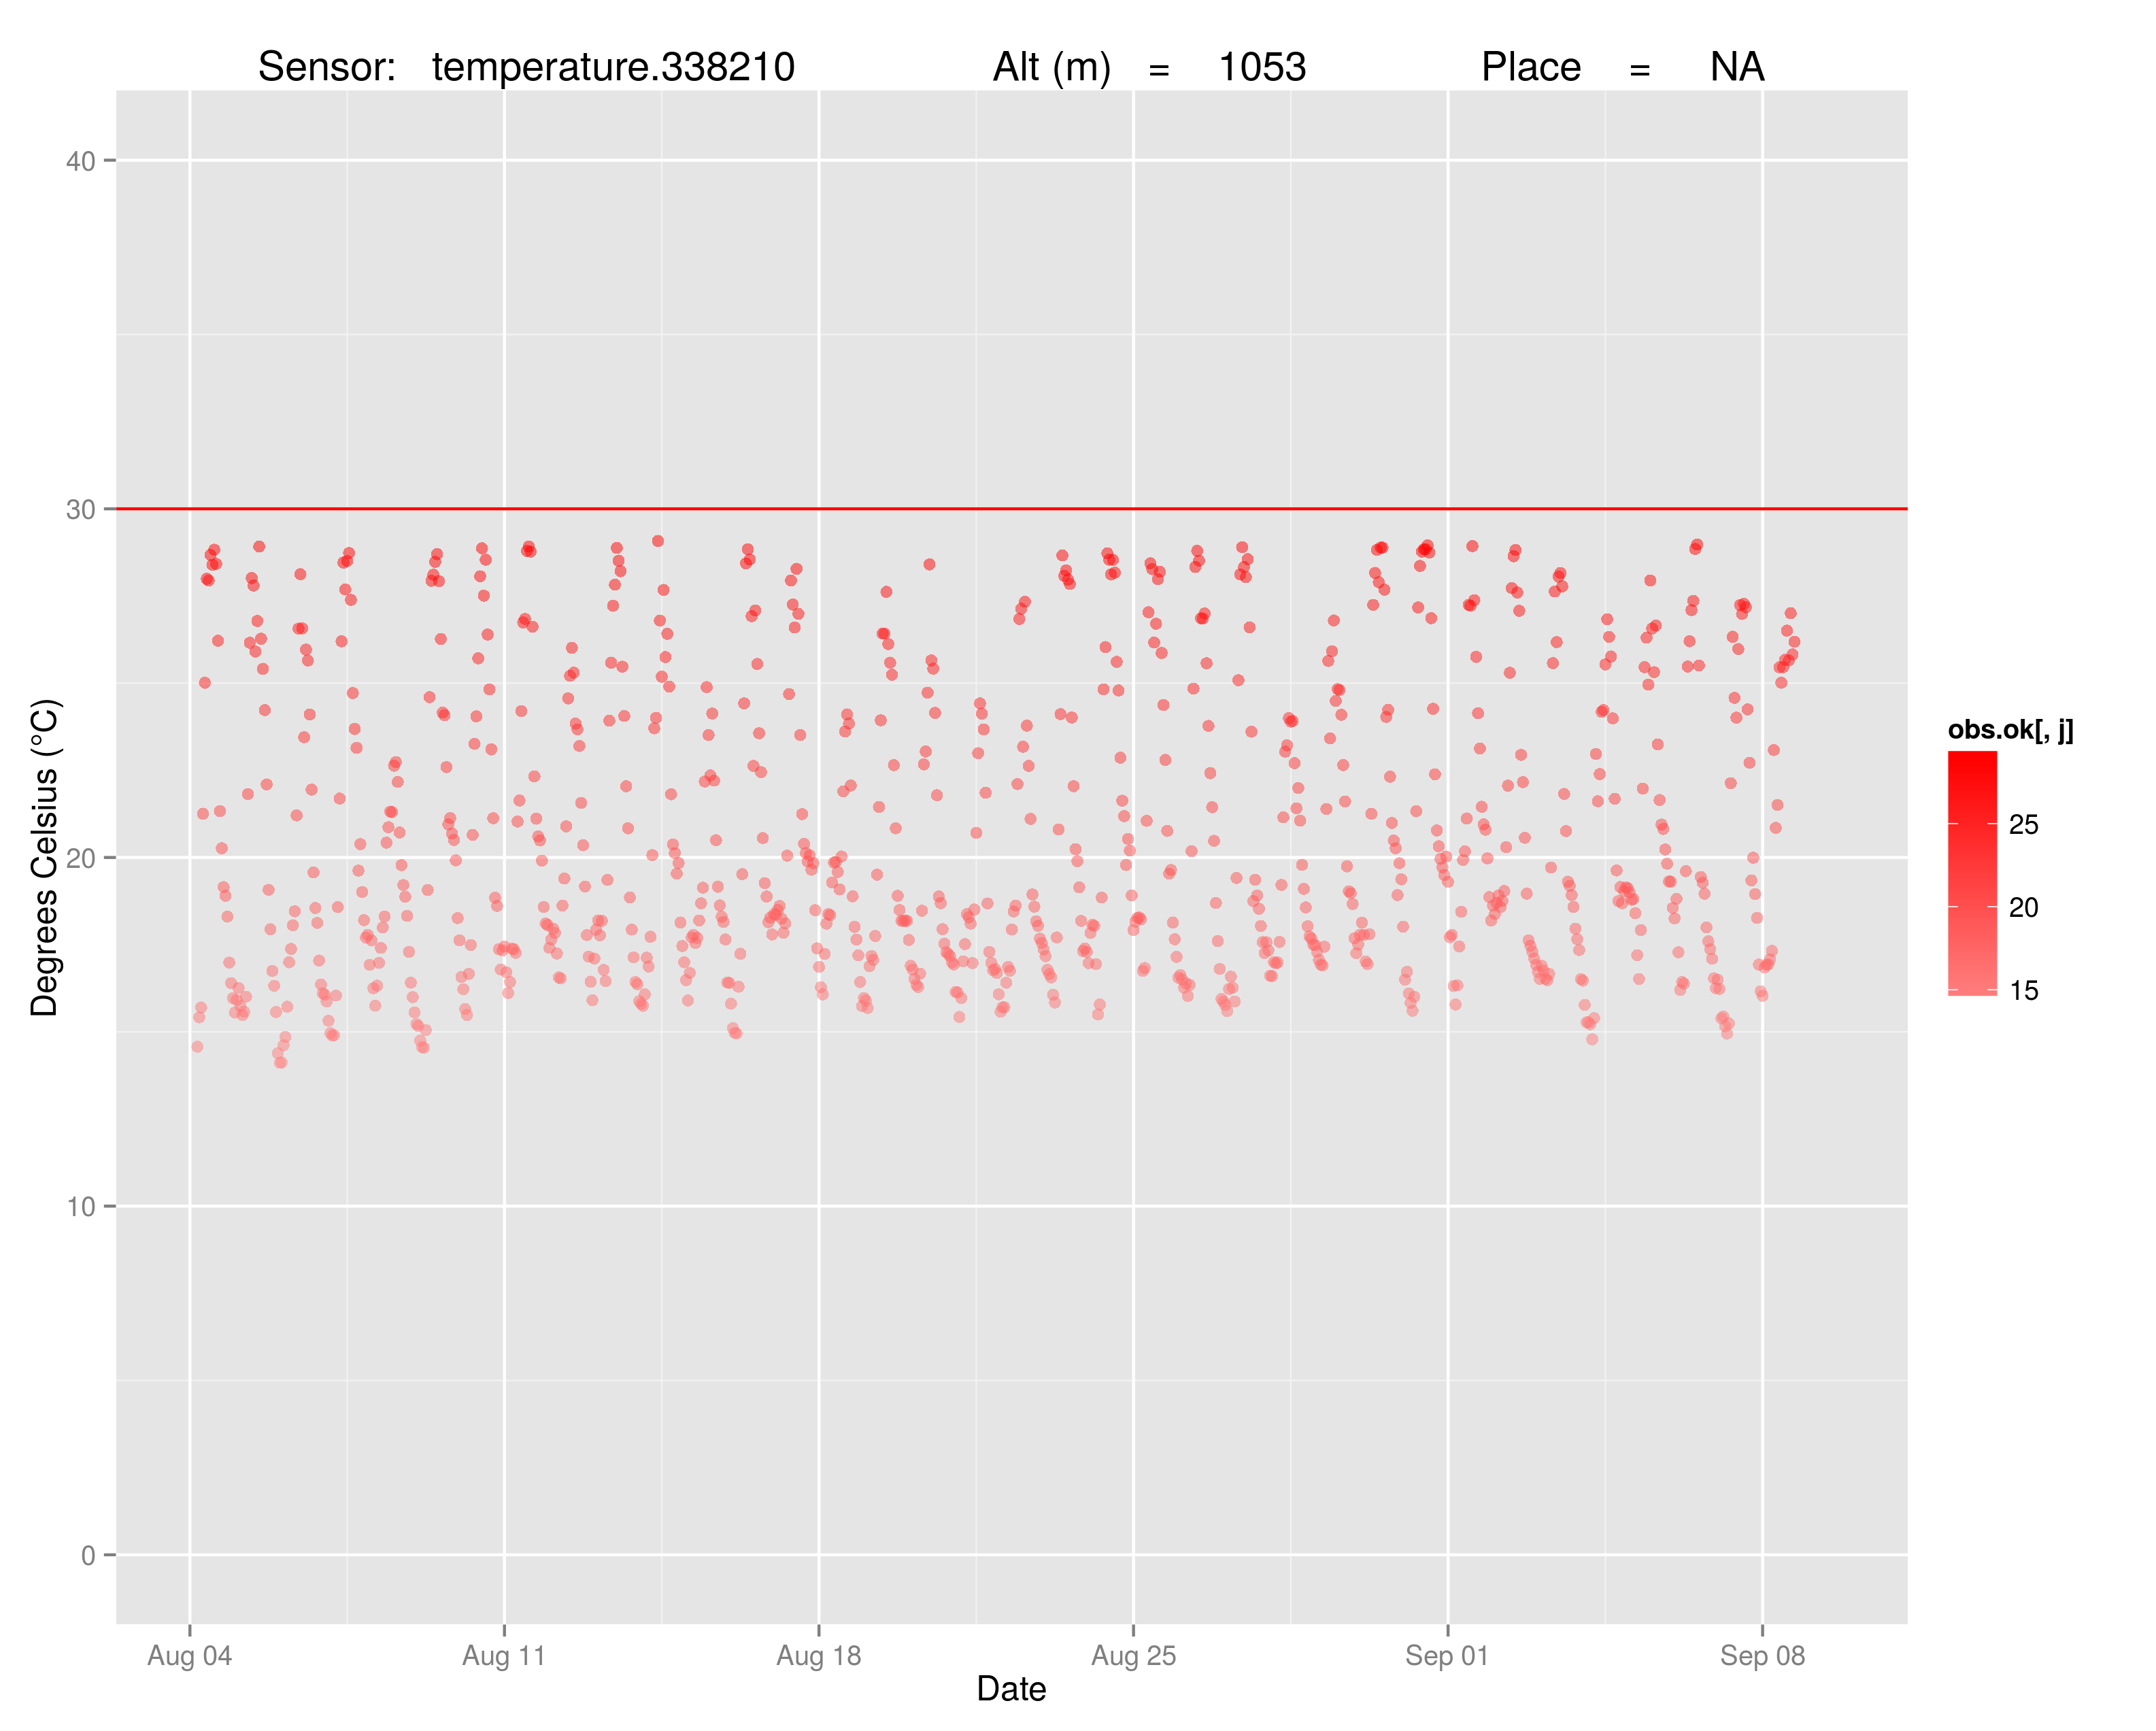 Sensor: temperature.338210 Alt (m) = 1053 Place = NA
40
30
20
10
0
Degrees Celsius (°C)
Aug 04 Aug 11 Aug 18 Aug 25 Sep 01 Sep 08
Date
obs.ok[, j]
25
20
15